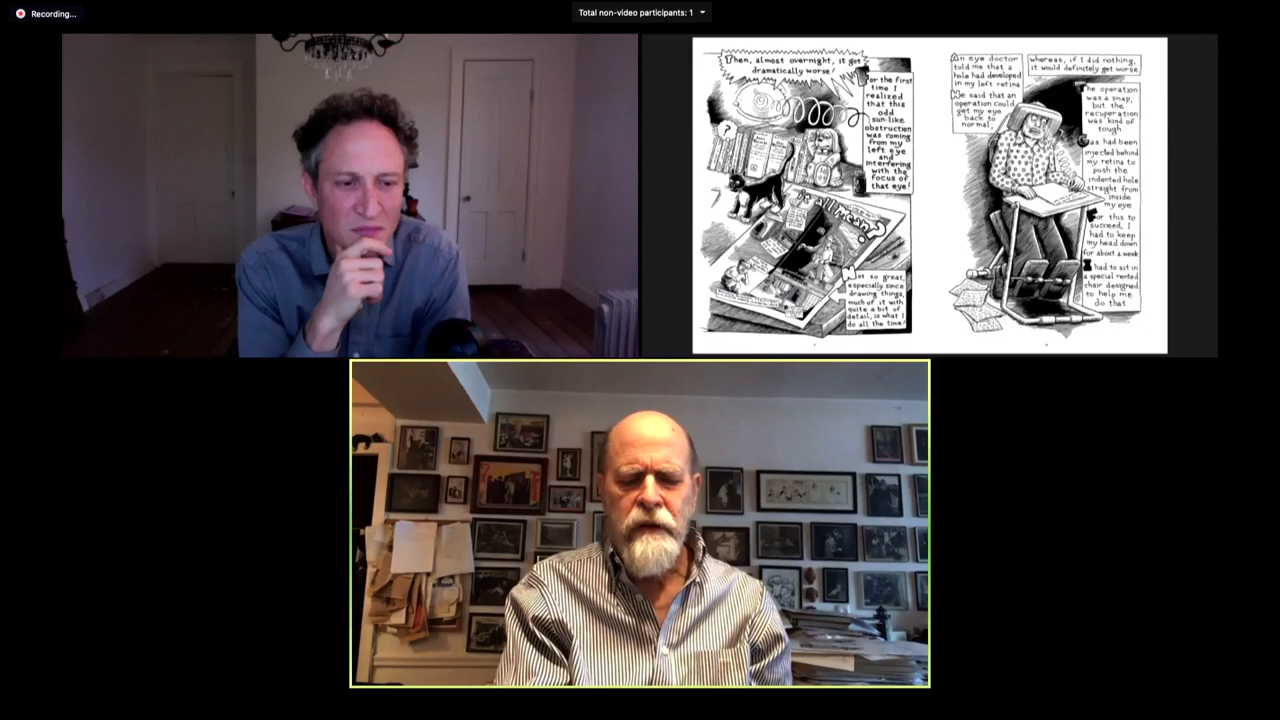 Recording...
Total non-video participants: 1
Then, almost overnight, it got
dramatically worse!
For the first
time I
realized
that this
odd
sun-like
obstruction
was coming
from my
left eye
and
interfering
with the
focus of
that eye!
?
it all mean?
Not so great,
especially since
drawing things,
much of it with
quite a bit of
detail, is what I
do all the time!
An eye doctor
told me that a
hole had developed
in my left retina
He said that an
operation could
get my eye
back to
normal,
whereas, if I did nothing,
it would definitely get worse
The operation
was a snap,
but the
recuperation
was kind of
tough
Gas had been
injected behind
my retina to
push the
indented hole
straight from
inside
my eye
For this to
succeed, I
had to keep
my head down
for about a week
I had to sit in
a special rented
chair designed
to help me
do that